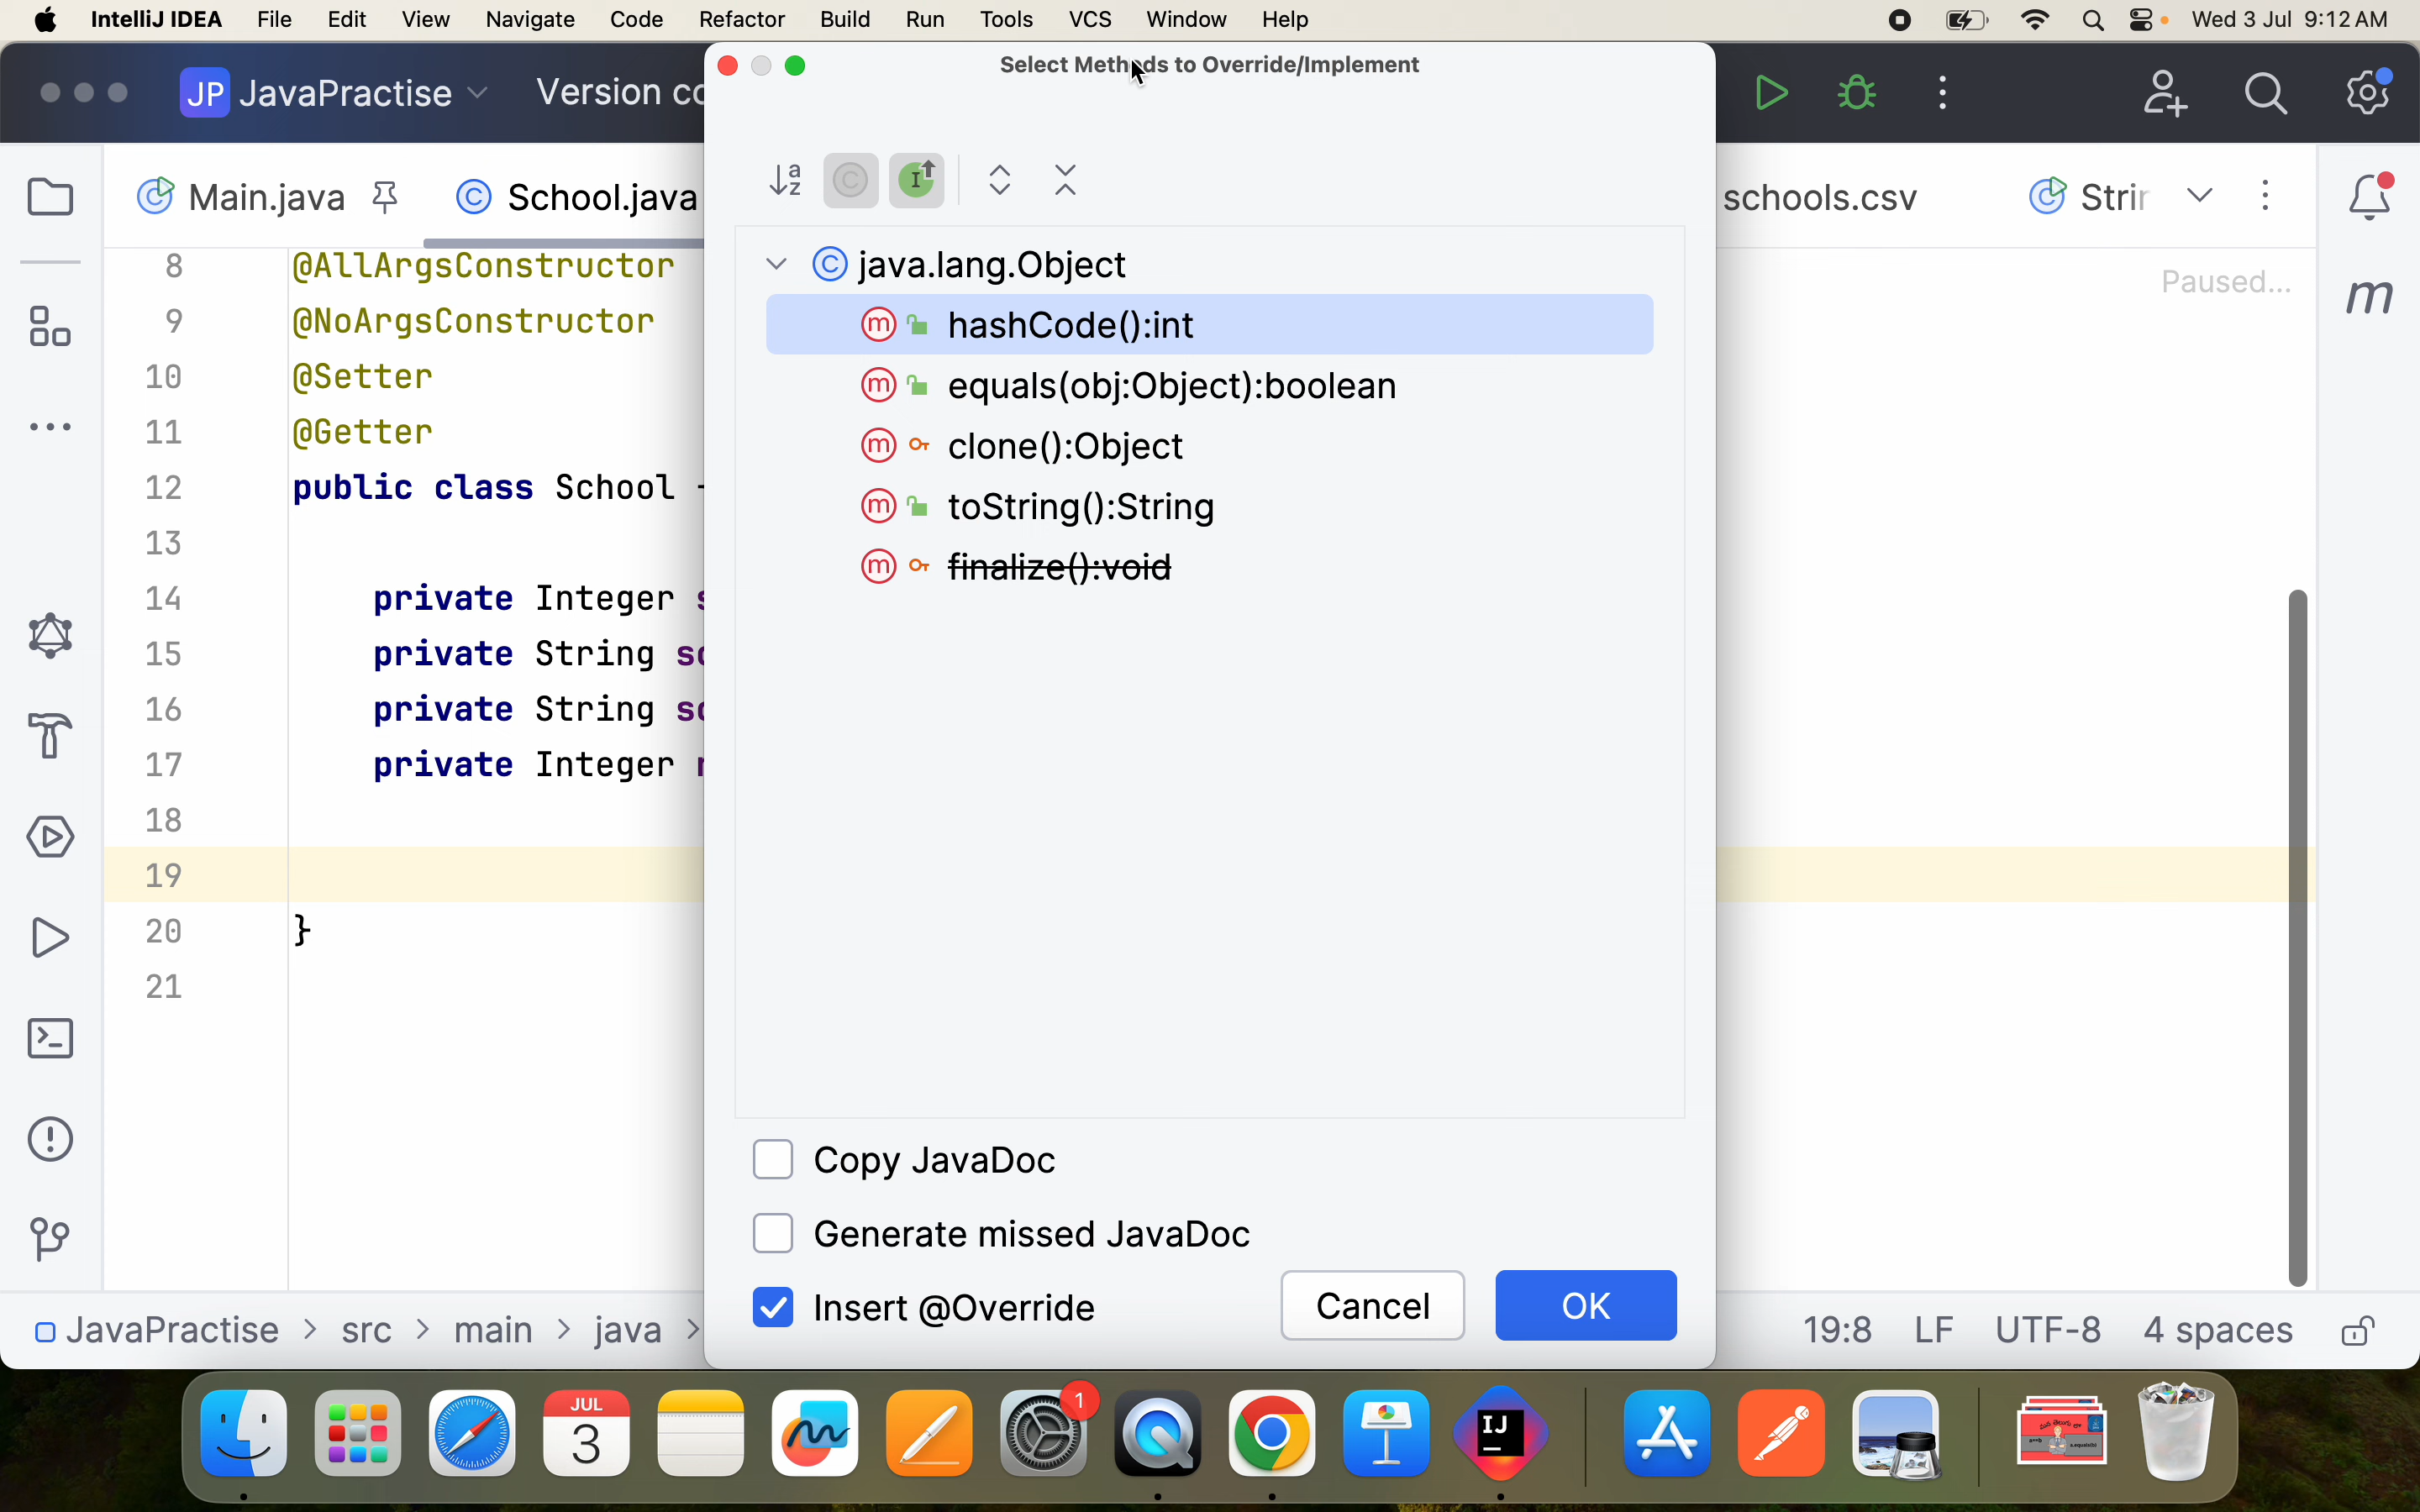 IntelliJ IDEA File Edit View Navigate Code Refactor Build Run Tools VCS Window Help Wed 3 Jul 9:12 AM
JP JavaPractise Version
Select Methods to Override/Implement
Main.java School.java schools.csv
Paused...
8 @AllArgsConstructor
9 @NoArgsConstructor
10 @Setter
11 @Getter
12 public class School
13
14 private Integer
15 private String
16 private String
17 private Integer
18
19
20 }
21
java.lang.Object
hashCode():int
equals(obj:Object):boolean
clone():Object
toString():String
finalize():void
Copy JavaDoc
Generate missed JavaDoc
Insert @Override
Cancel OK
JavaPractise > src > main > java >
19:8 LF UTF-8 4 spaces
JUL
3
1
IJ